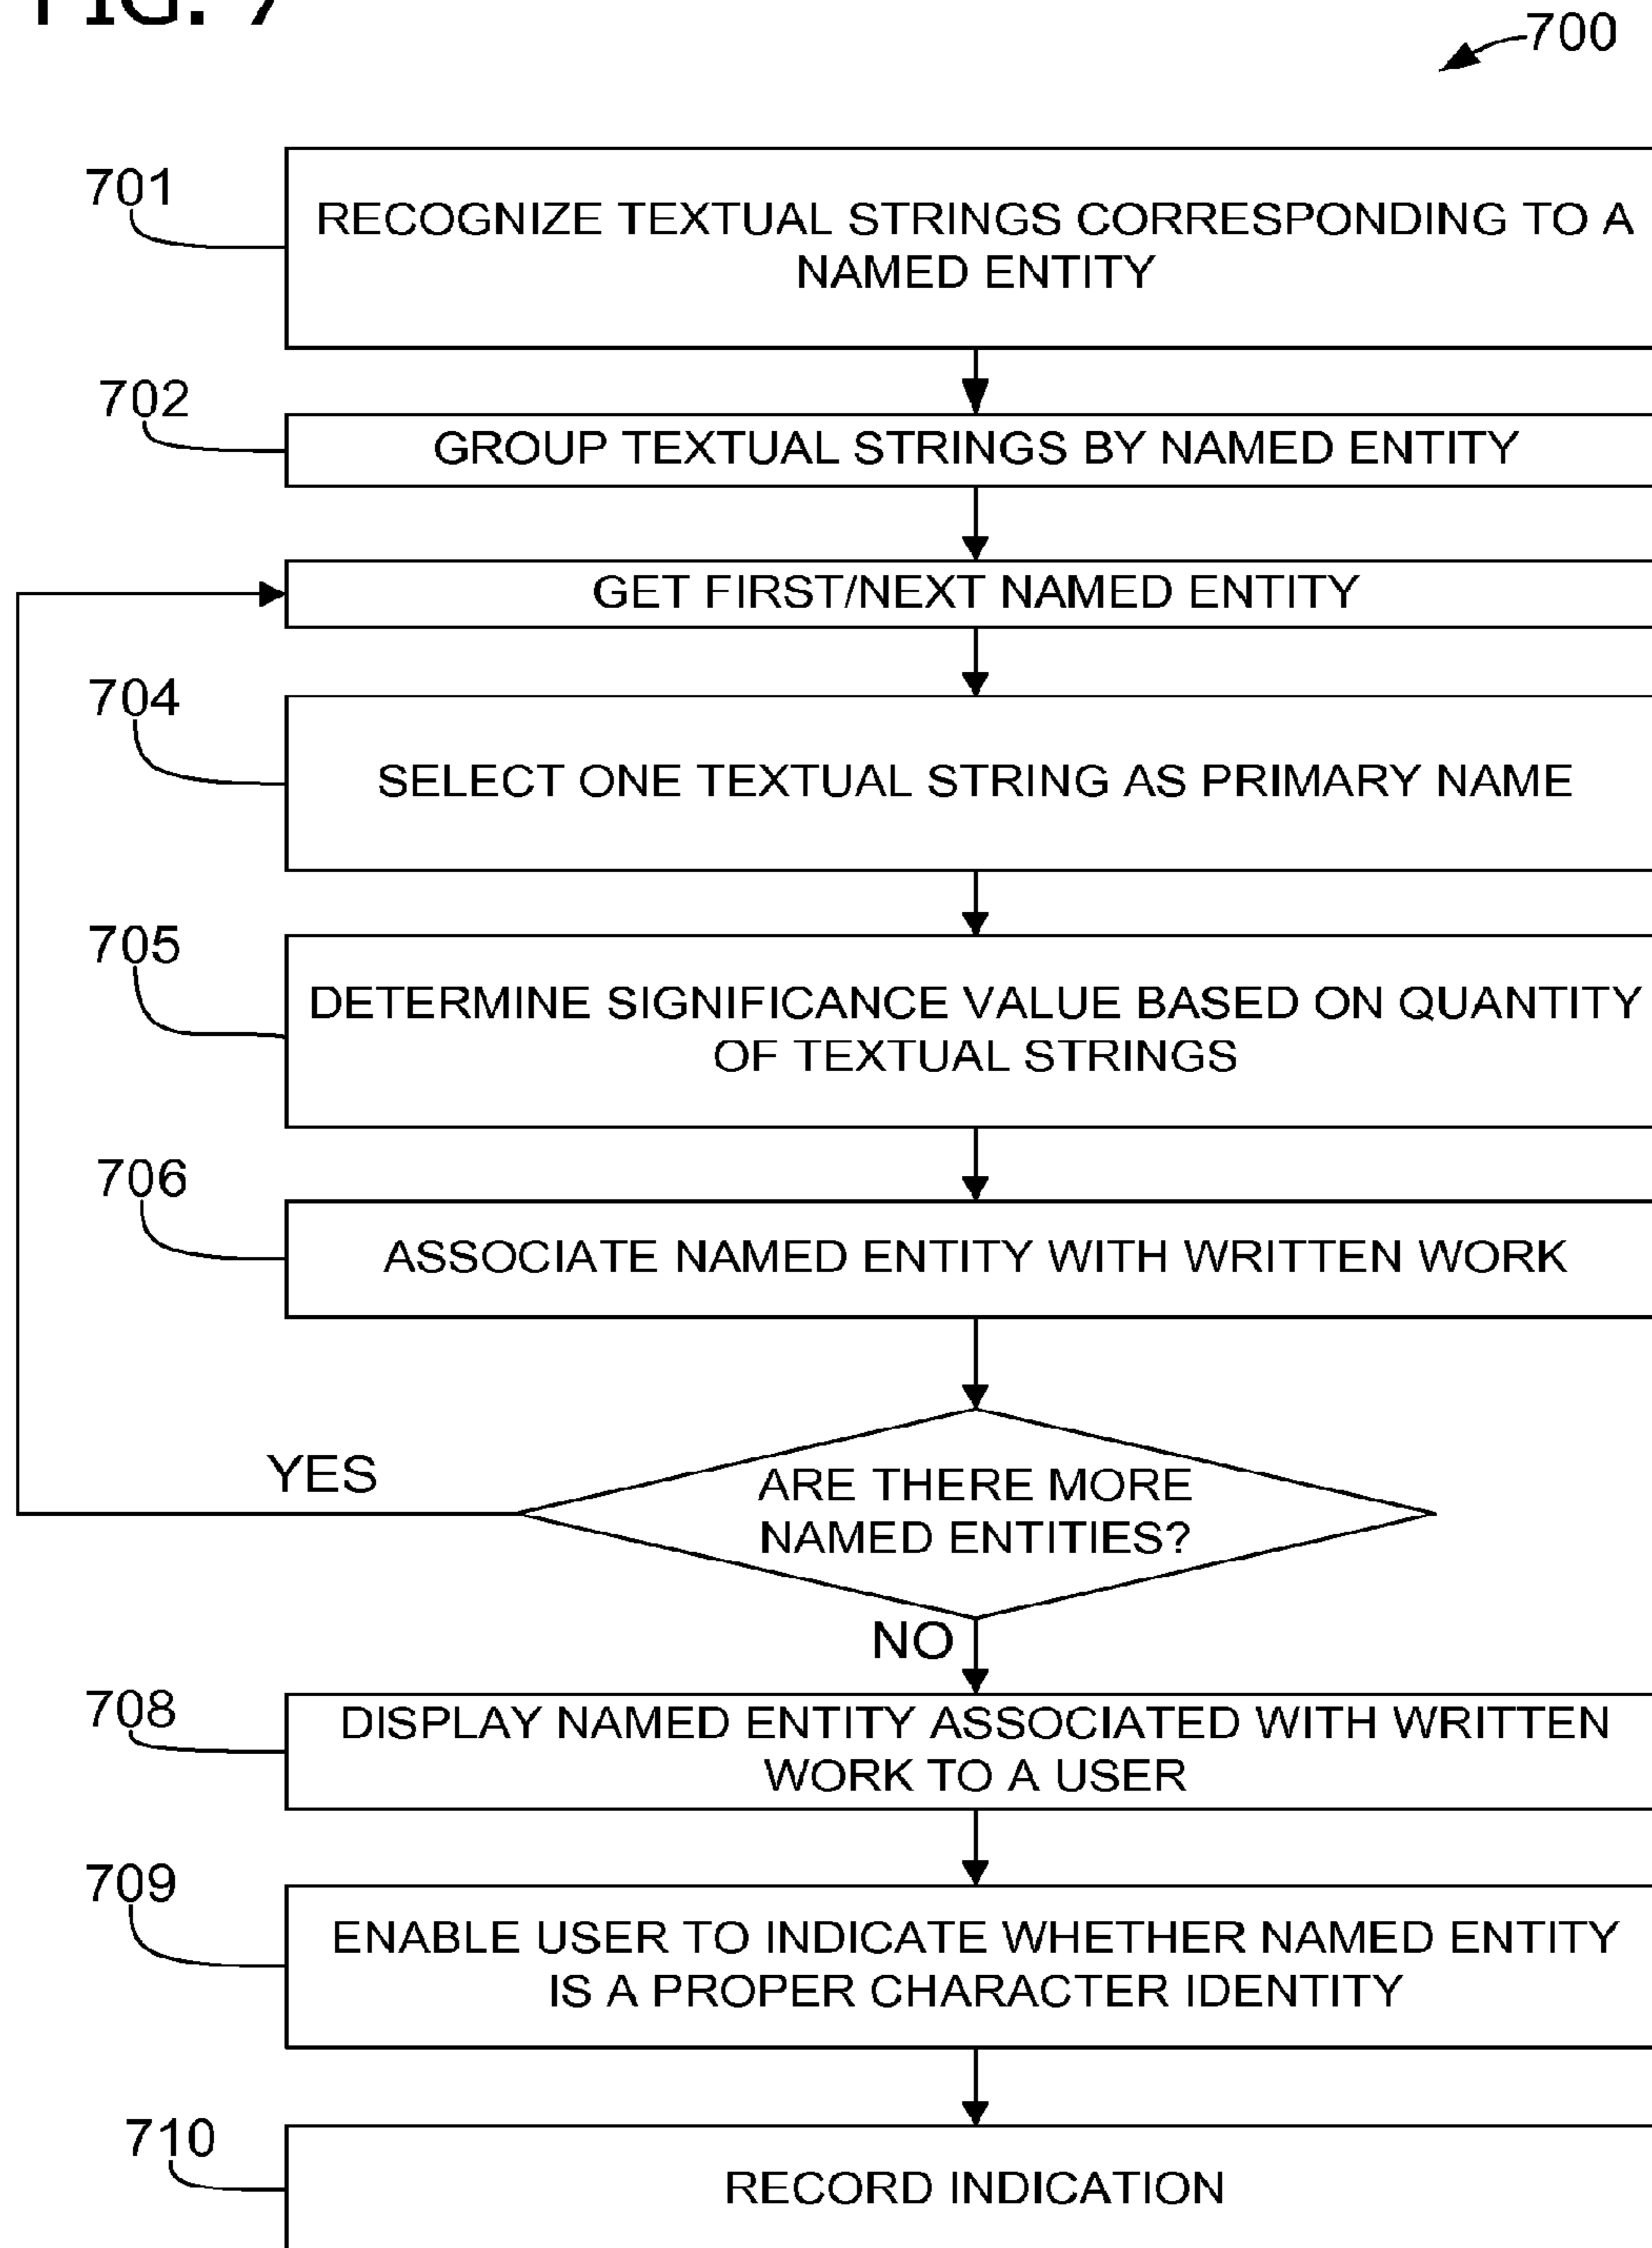 FIG. 7
700
701
RECOGNIZE TEXTUAL STRINGS CORRESPONDING TO A
NAMED ENTITY
702
GROUP TEXTUAL STRINGS BY NAMED ENTITY
GET FIRST/NEXT NAMED ENTITY
704
SELECT ONE TEXTUAL STRING AS PRIMARY NAME
705
DETERMINE SIGNIFICANCE VALUE BASED ON QUANTITY
OF TEXTUAL STRINGS
706
ASSOCIATE NAMED ENTITY WITH WRITTEN WORK
YES
ARE THERE MORE
NAMED ENTITIES?
NO
708
DISPLAY NAMED ENTITY ASSOCIATED WITH WRITTEN
WORK TO A USER
709
ENABLE USER TO INDICATE WHETHER NAMED ENTITY
IS A PROPER CHARACTER IDENTITY
710
RECORD INDICATION